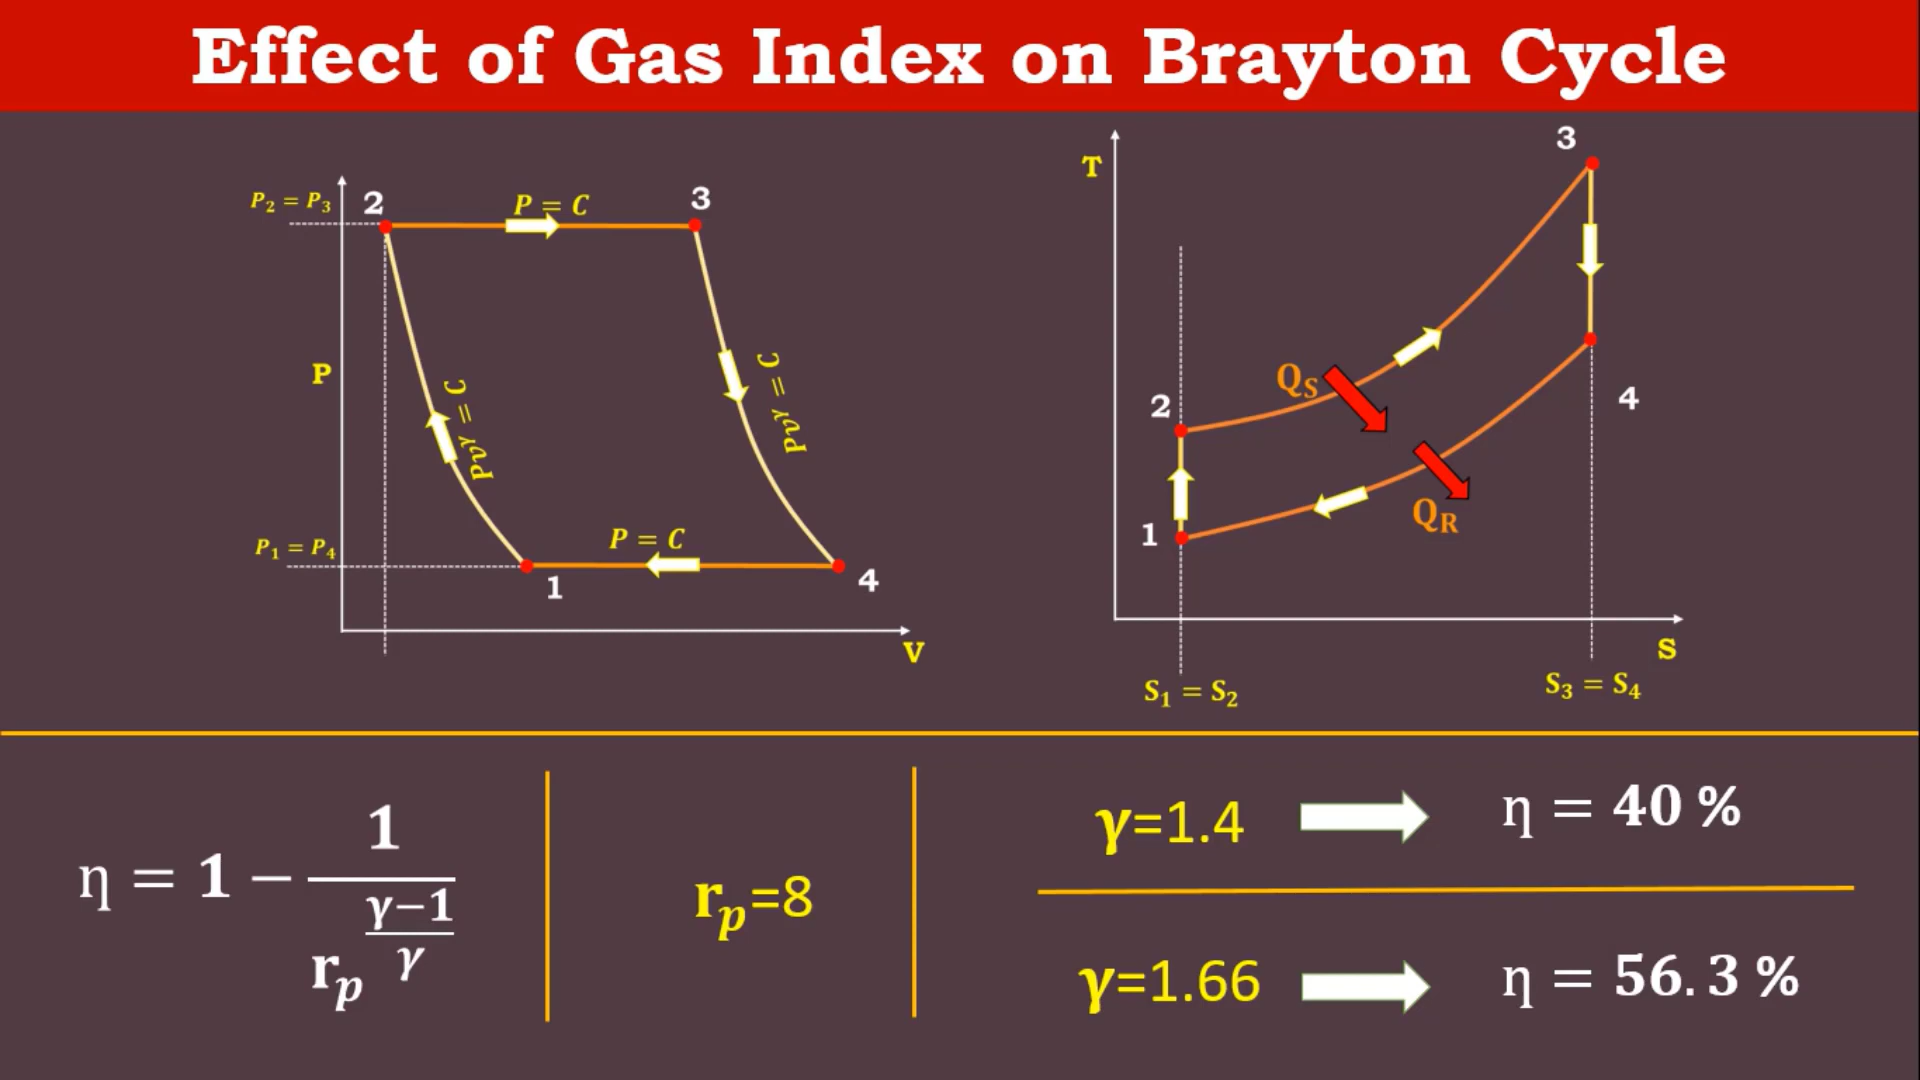 Effect of Gas Index on Brayton Cycle
P₂ = P₃
2
P = C
3
P
Pvᵞ = C
Pvᵞ = C
P₁ = P₄
P = C
1
4
V
T
3
2
Q_S
4
1
Q_R
S
S₁ = S₂
S₃ = S₄
η = 1 − 1 / r_p^((γ−1)/γ)
r_p=8
γ=1.4
η = 40 %
γ=1.66
η = 56.3 %